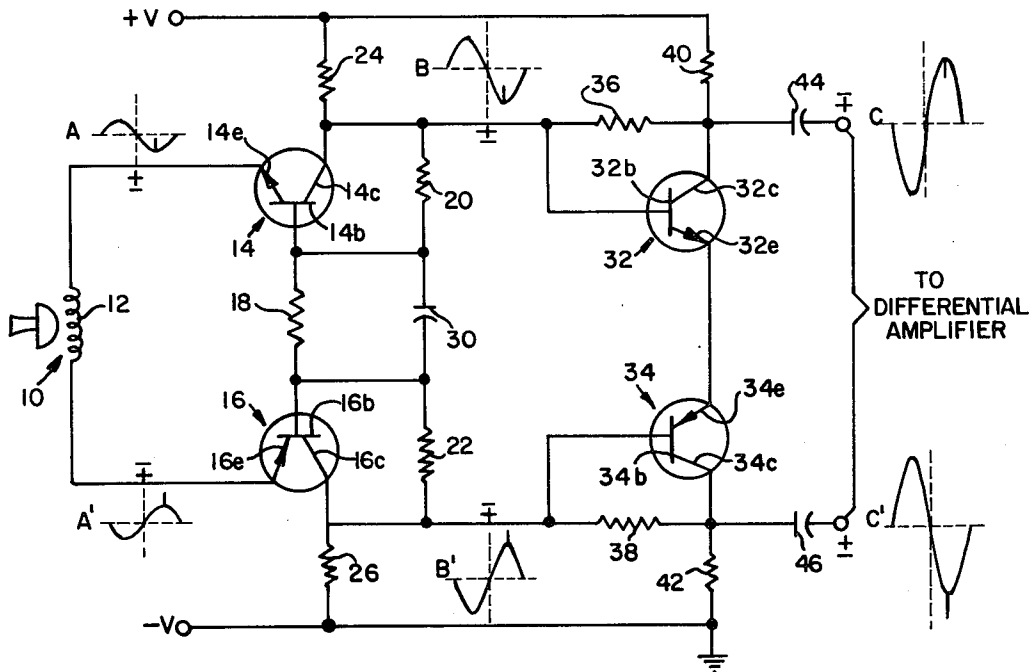 +V
24
40
B
36
44
C
A
±
∓
∓
±
14e
14c
20
32b
32c
14b
14
32
32e
18
30
12
10
TO
DIFFERENTIAL
AMPLIFIER
16
16b
34
34e
22
16e
16c
34b
34c
∓
∓
∓
±
A'
B'
C'
26
38
42
46
−V